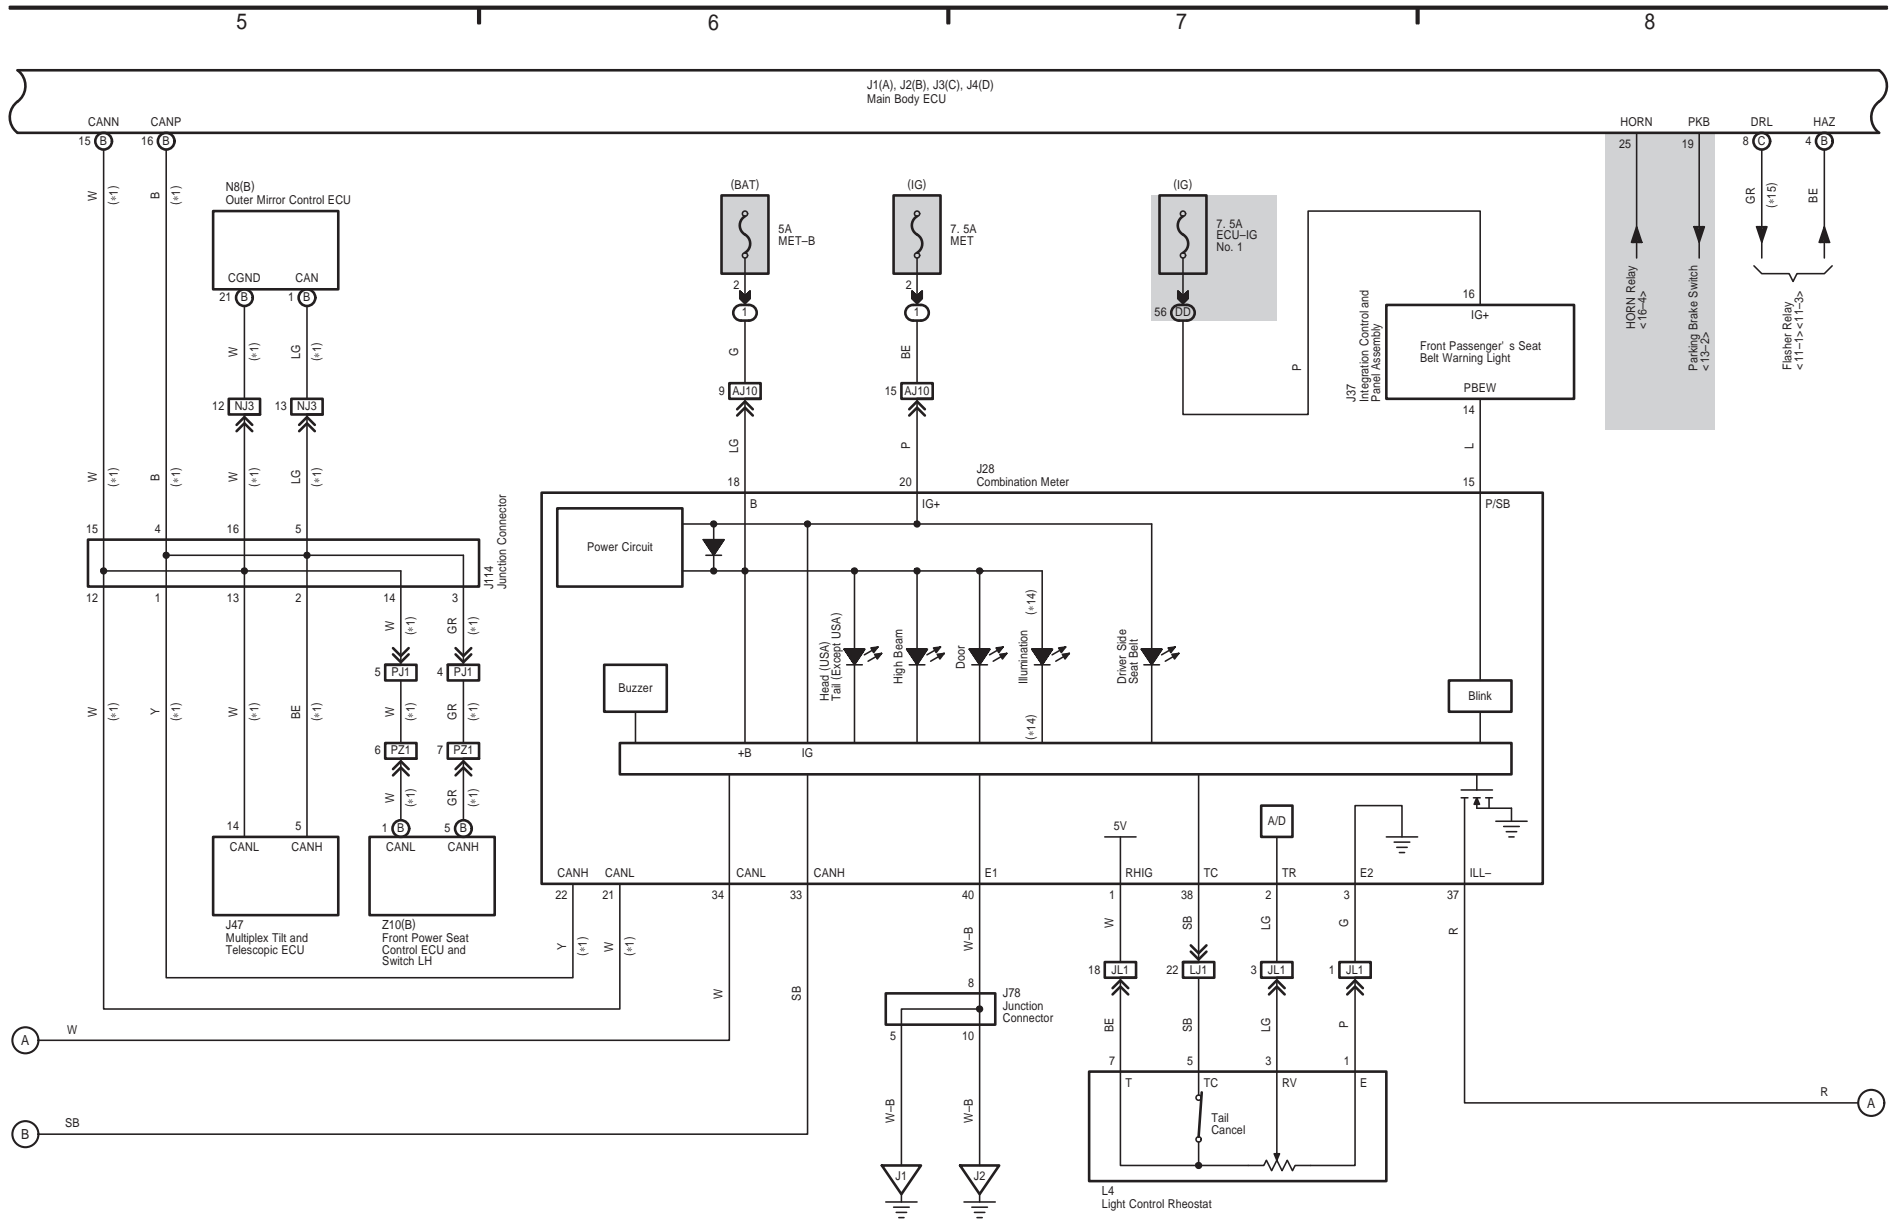 5 6 7 8
J1(A), J2(B), J3(C), J4(D)
Main Body ECU
CANN CANP HORN PKB DRL HAZ
15 B 16 B 25 19 8 C 4 B
W (*1) B (*1)
N8(B)
Outer Mirror Control ECU
CGND CAN
21 B 1 B
W (*1) LG (*1)
12 NJ3 13 NJ3
W (*1) B (*1) W (*1) LG (*1)
(BAT) (IG) (IG)
5A
MET–B
7. 5A
MET
7. 5A
ECU–IG
No. 1
2 2
1 1 56 DD
G BE P
9 AJ10 15 AJ10
LG P
GR (*15) BE
HORN Relay
<16–4>
Parking Brake Switch
<13–2>
Flasher Relay
<11–1><11–3>
16
IG+
Front Passenger' s Seat
Belt Warning Light
PBEW
14
J37
Integration Control and
Panel Assembly
L
15 4 16 5
J114
Junction Connector
12 1 13 2 14 3
W (*1) GR (*1)
5 PJ1 4 PJ1
W (*1) Y (*1) W (*1) BE (*1) W (*1) GR (*1)
6 PZ1 7 PZ1
W (*1) GR (*1)
14 5 1 B 5 B
CANL CANH CANL CANH
J47
Multiplex Tilt and
Telescopic ECU
Z10(B)
Front Power Seat
Control ECU and
Switch LH
J28
Combination Meter
18 20 15
B IG+ P/SB
Power Circuit
Buzzer
Head (USA)
Tail (Except USA)
High Beam
Door
Illumination
(*14)
(*14)
Driver Side
Seat Belt
Blink
+B IG
5V A/D
CANH CANL CANL CANH E1 RHIG TC TR E2 ILL–
22 21 34 33 40 1 38 2 3 37
Y (*1) W (*1) W SB W–B W SB LG G R
18 JL1 22 LJ1 3 JL1 1 JL1
8
J78
Junction
Connector
5 10
BE SB LG P
7 5 3 1
T TC RV E
Tail
Cancel
L4
Light Control Rheostat
W–B W–B
J1 J2
A W
B SB
R A